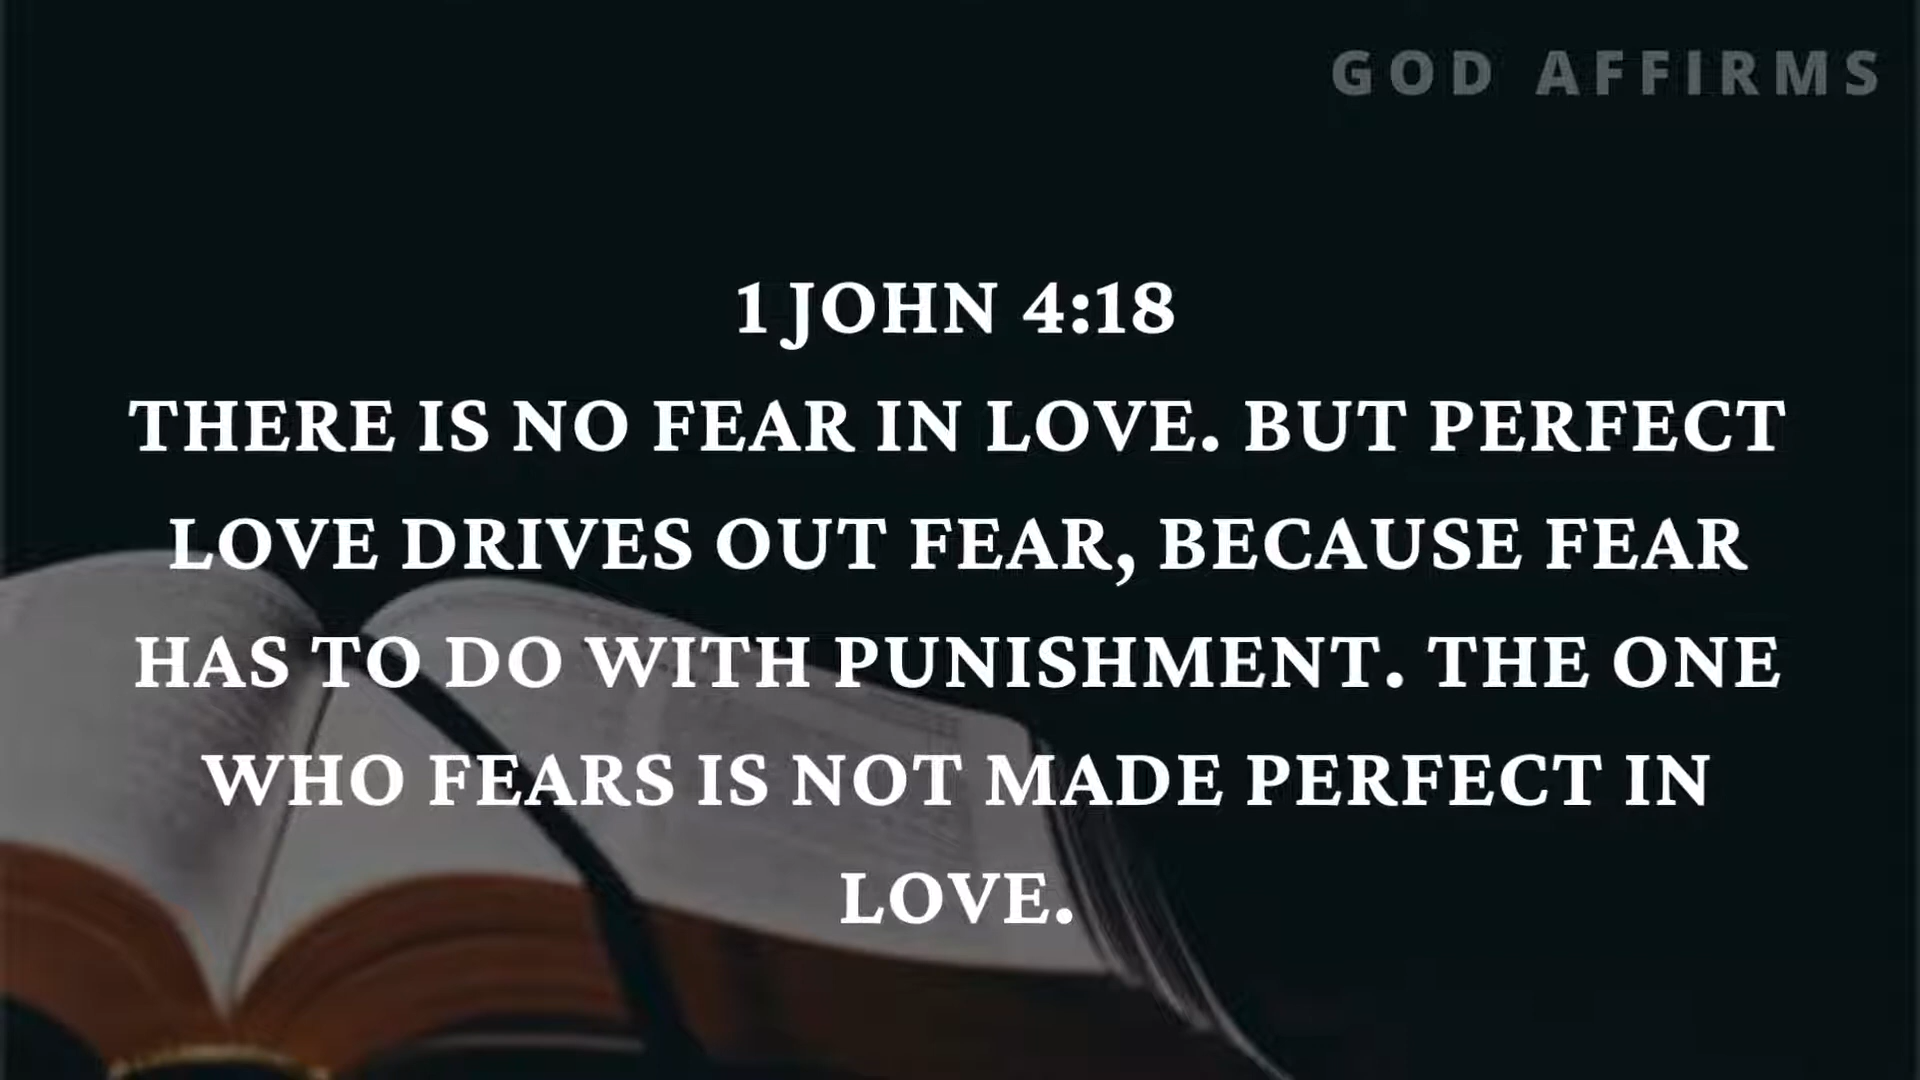 GOD AFFIRMS
1 JOHN 4:18
THERE IS NO FEAR IN LOVE. BUT PERFECT
LOVE DRIVES OUT FEAR, BECAUSE FEAR
HAS TO DO WITH PUNISHMENT. THE ONE
WHO FEARS IS NOT MADE PERFECT IN
LOVE.